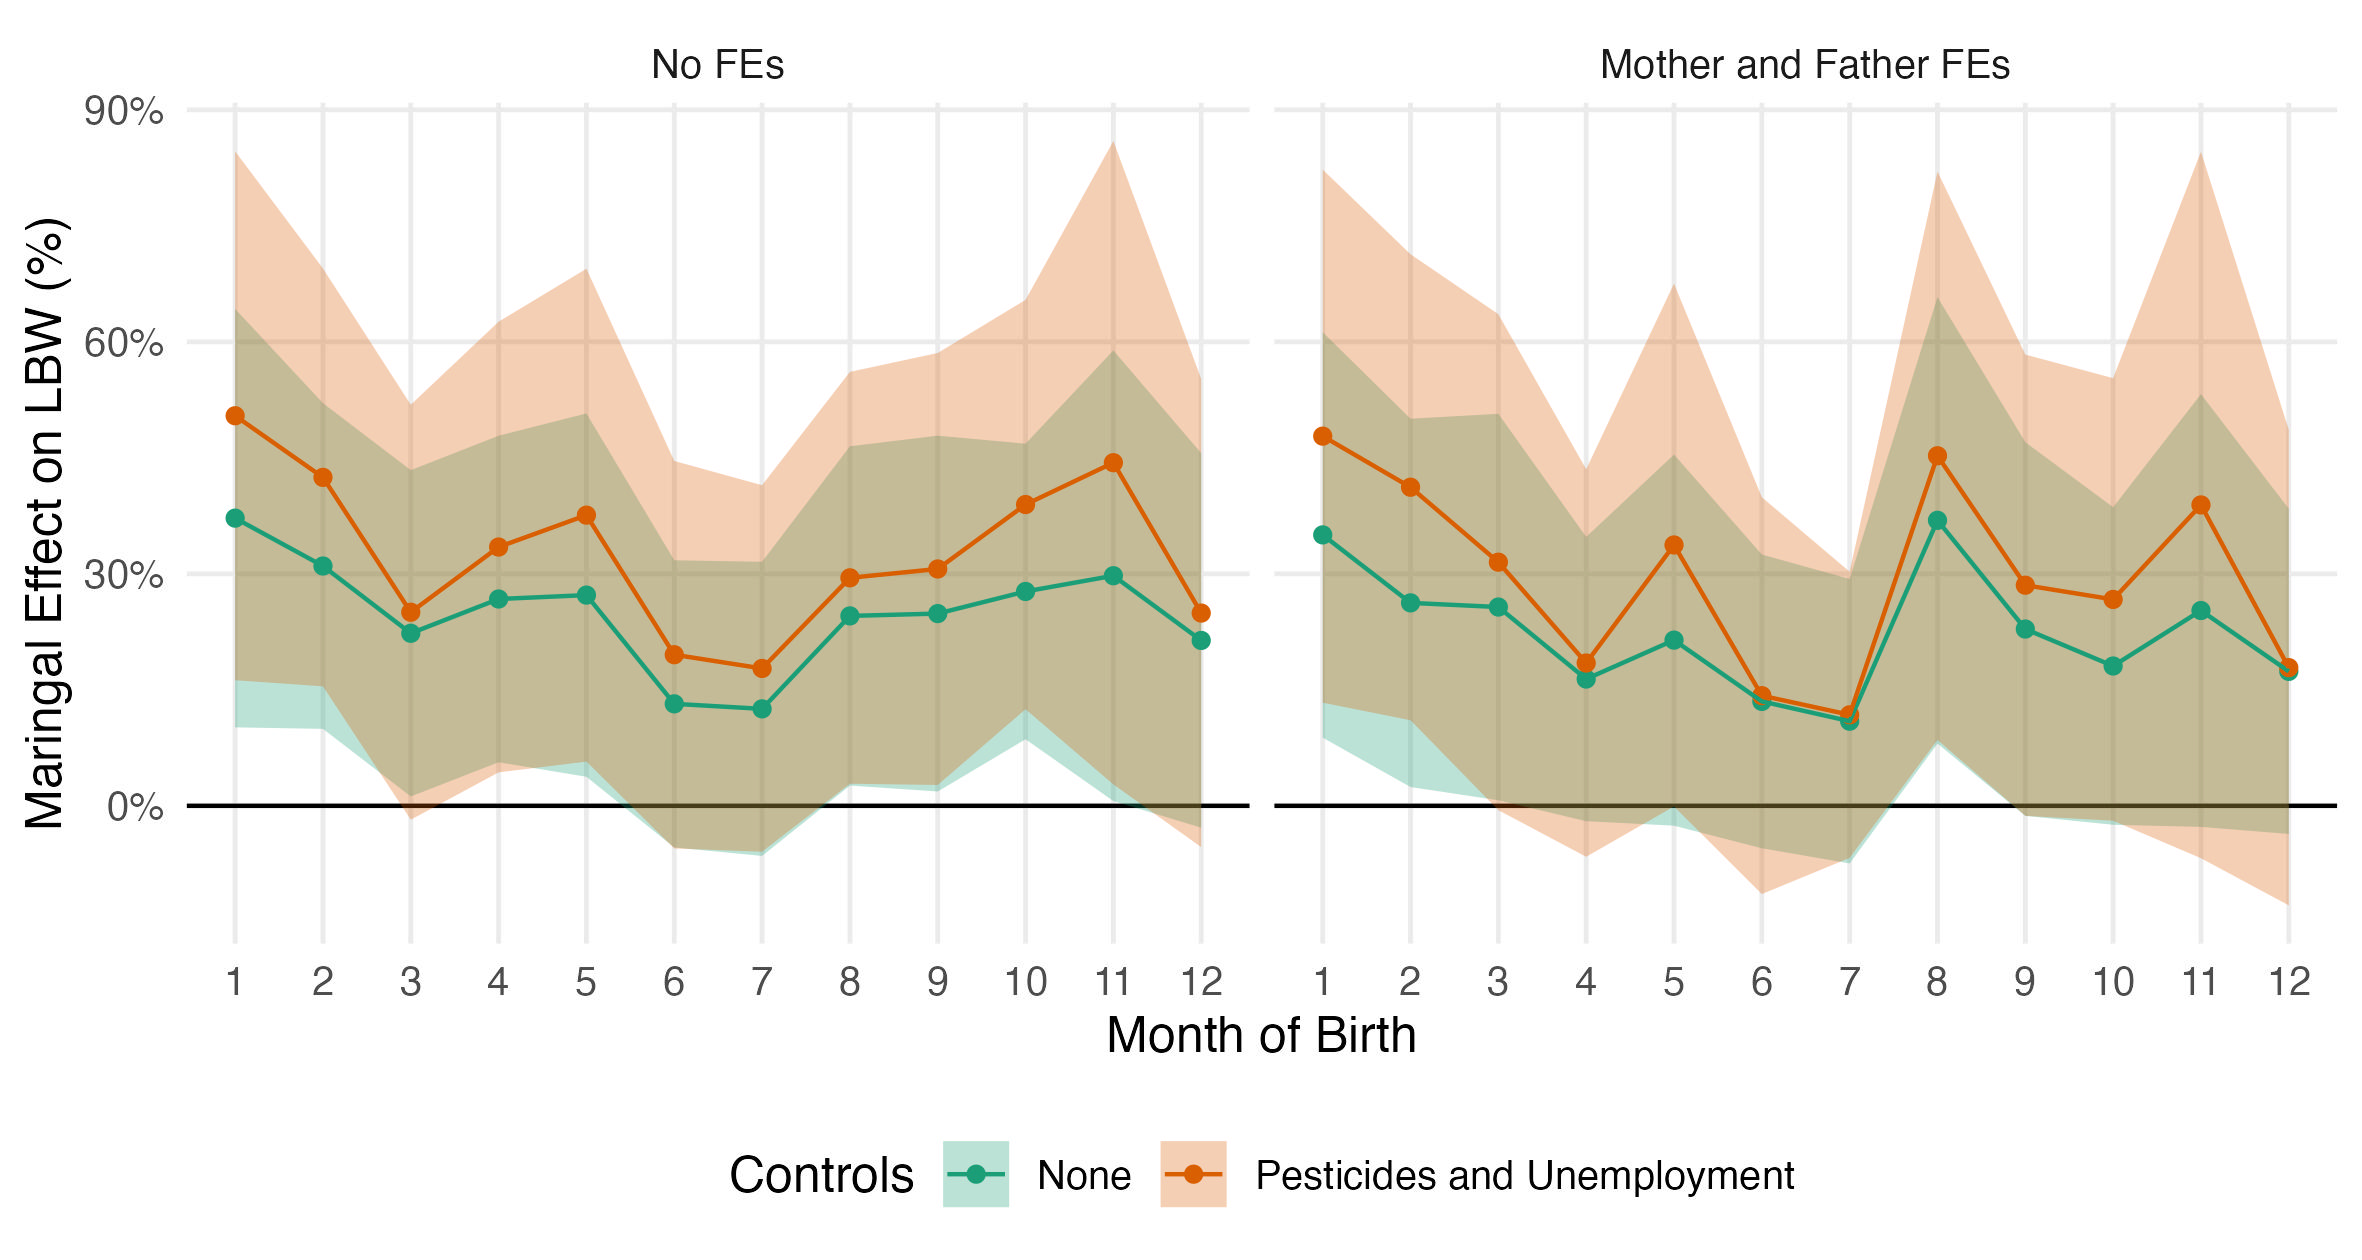 No FEs
Mother and Father FEs
Maringal Effect on LBW (%)
90%
60%
30%
0%
1 2 3 4 5 6 7 8 9 10 11 12
1 2 3 4 5 6 7 8 9 10 11 12
Month of Birth
Controls None Pesticides and Unemployment